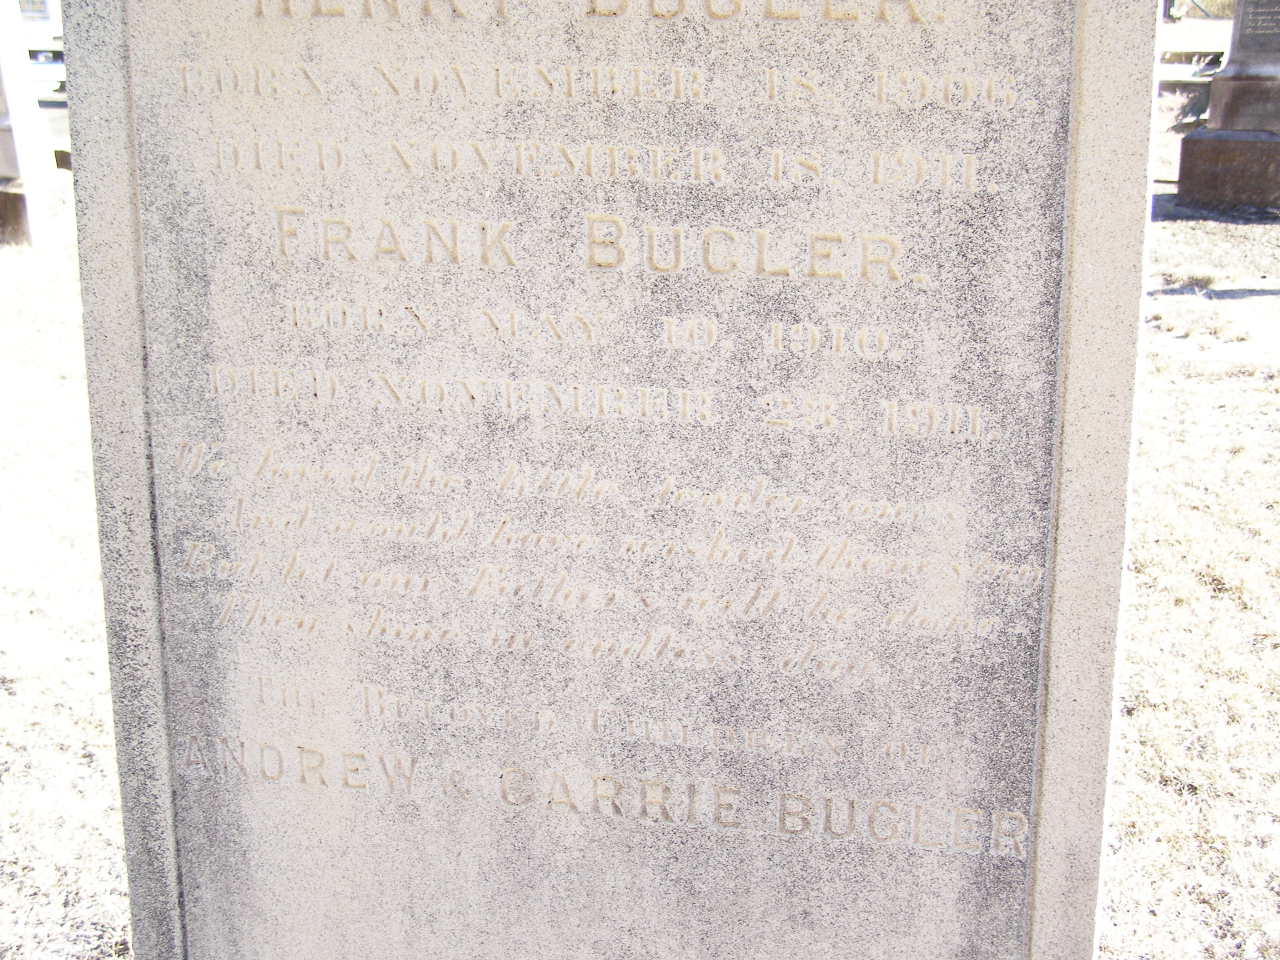 HENRY BUGLER.
BORN NOVEMBER 18, 1906
DIED NOVEMBER 18, 1911.
FRANK BUGLER.
BORN MAY 10, 1910.
DIED NOVEMBER 23, 1911.
We loved the little tender ones
And would have wished them stay
But let our Father's will be done
They shine in endless day
THE BELOVED CHILDREN OF
ANDREW & CARRIE BUGLER